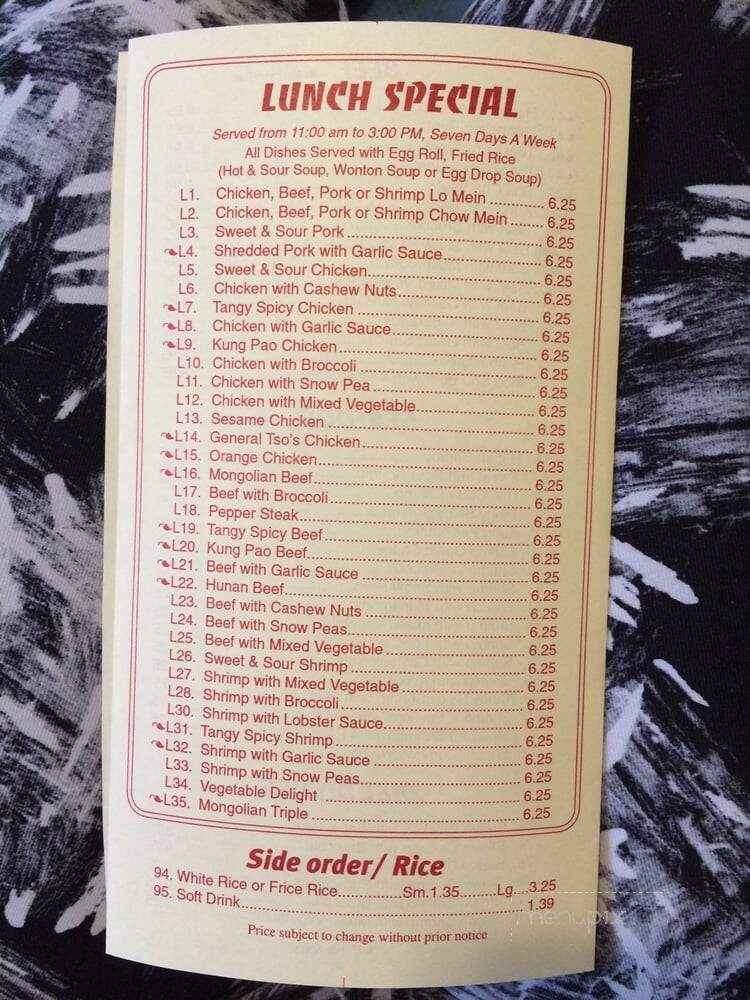 LUNCH SPECIAL
Served from 11:00 am to 3:00 PM, Seven Days A Week
All Dishes Served with Egg Roll, Fried Rice
(Hot & Sour Soup, Wonton Soup or Egg Drop Soup)
L1. Chicken, Beef, Pork or Shrimp Lo Mein ............ 6.25
L2. Chicken, Beef, Pork or Shrimp Chow Mein ....... 6.25
L3. Sweet & Sour Pork ........ 6.25
L4. Shredded Pork with Garlic Sauce........ 6.25
L5. Sweet & Sour Chicken........ 6.25
L6. Chicken with Cashew Nuts........ 6.25
L7. Tangy Spicy Chicken ........ 6.25
L8. Chicken with Garlic Sauce........ 6.25
L9. Kung Pao Chicken ........ 6.25
L10. Chicken with Broccoli ........ 6.25
L11. Chicken with Snow Pea ........ 6.25
L12. Chicken with Mixed Vegetable........ 6.25
L13. Sesame Chicken ........ 6.25
L14. General Tso's Chicken........ 6.25
L15. Orange Chicken........ 6.25
L16. Mongolian Beef........ 6.25
L17. Beef with Broccoli ........ 6.25
L18. Pepper Steak........ 6.25
L19. Tangy Spicy Beef ........ 6.25
L20. Kung Pao Beef........ 6.25
L21. Beef with Garlic Sauce ........ 6.25
L22. Hunan Beef........ 6.25
L23. Beef with Cashew Nuts ........ 6.25
L24. Beef with Snow Peas........ 6.25
L25. Beef with Mixed Vegetable ........ 6.25
L26. Sweet & Sour Shrimp ........ 6.25
L27. Shrimp with Mixed Vegetable ........ 6.25
L28. Shrimp with Broccoli ........ 6.25
L30. Shrimp with Lobster Sauce........ 6.25
L31. Tangy Spicy Shrimp ........ 6.25
L32. Shrimp with Garlic Sauce ........ 6.25
L33. Shrimp with Snow Peas........ 6.25
L34. Vegetable Delight ........ 6.25
L35. Mongolian Triple ........ 6.25
Side order/ Rice
94. White Rice or Frice Rice...............Sm.1.35.........Lg....3.25
95. Soft Drink........ 1.39
Price subject to change without prior notice